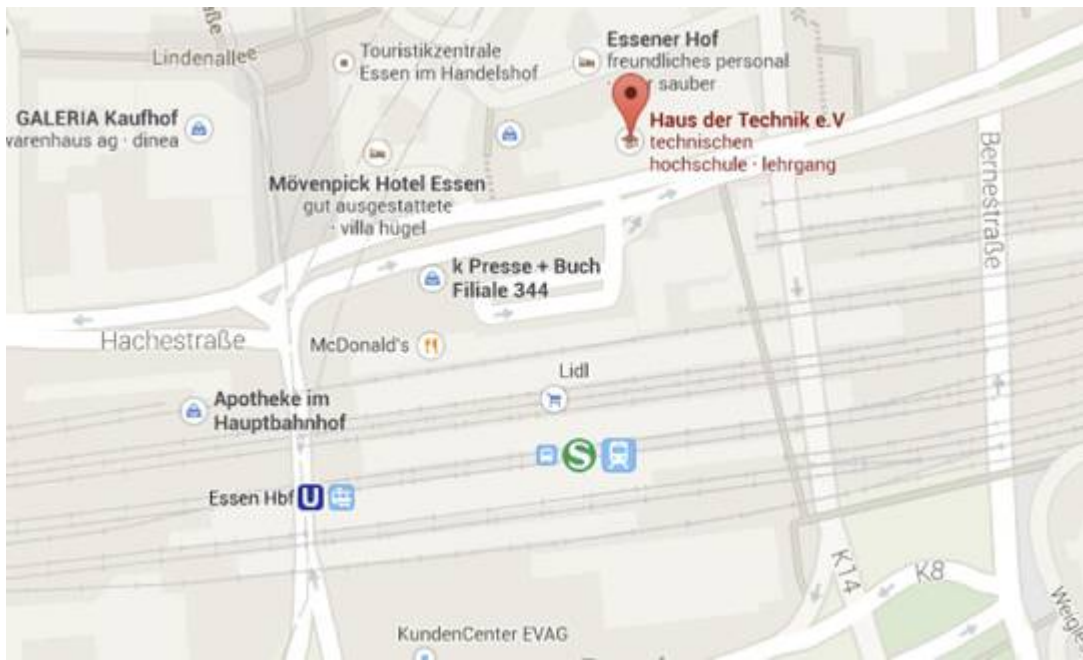 Lindenallee
Touristikzentrale
Essen im Handelshof
Essener Hof
freundliches personal
sauber
GALERIA Kaufhof
warenhaus ag · dinea
Haus der Technik e.V
technischen
hochschule · lehrgang
Bernestraße
Mövenpick Hotel Essen
gut ausgestattete
· villa hügel
k Presse + Buch
Filiale 344
Hachestraße
McDonald's
Lidl
Apotheke im
Hauptbahnhof
S
Essen Hbf U
K14
K8
KundenCenter EVAG